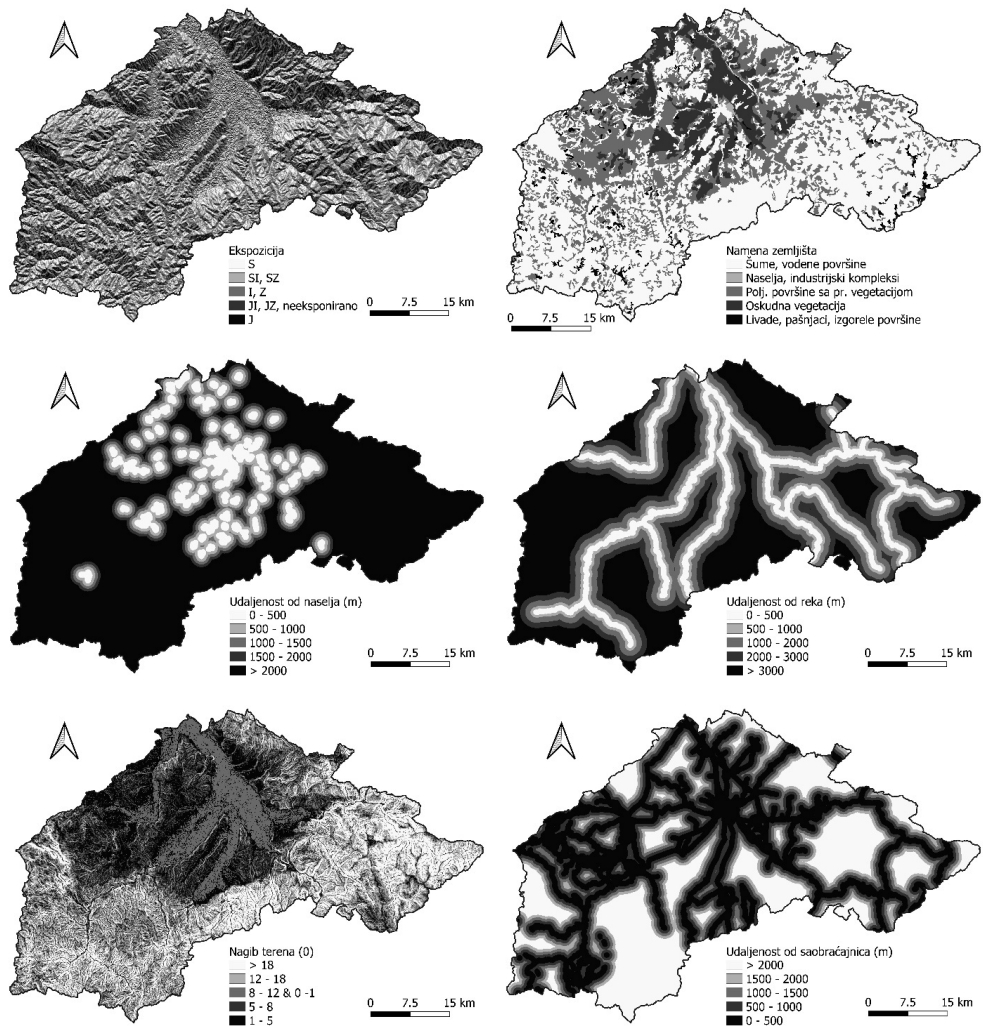 Ekspozicija
S
SI, SZ
I, Z
JI, JZ, neeksponirano
J
0 7.5 15 km
Namena zemljišta
Šume, vodene površine
Naselja, industrijski kompleksi
Polj. površine sa pr. vegetacijom
Oskudna vegetacija
Livade, pašnjaci, izgorele površine
0 7.5 15 km
Udaljenost od naselja (m)
0 - 500
500 - 1000
1000 - 1500
1500 - 2000
> 2000
0 7.5 15 km
Udaljenost od reka (m)
0 - 500
500 - 1000
1000 - 2000
2000 - 3000
> 3000
0 7.5 15 km
Nagib terena (0)
> 18
12 - 18
8 - 12 & 0 -1
5 - 8
1 - 5
0 7.5 15 km
Udaljenost od saobraćajnica (m)
> 2000
1500 - 2000
1000 - 1500
500 - 1000
0 - 500
0 7.5 15 km